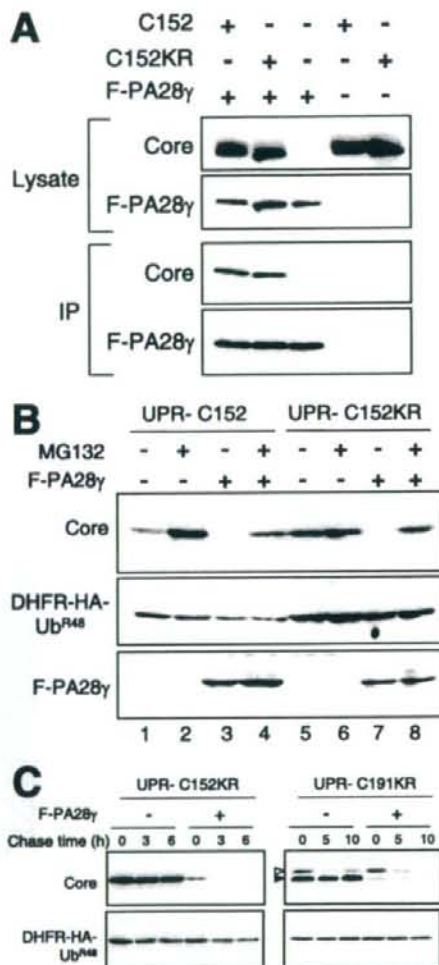 A
C152 + - - + -
C152KR - + - - +
F-PA28γ + + + - -
Lysate
Core
F-PA28γ
IP
Core
F-PA28γ
B
UPR- C152 UPR- C152KR
MG132 - + - + - + - +
F-PA28γ - - + + - - + +
Core
DHFR-HA-
Ub^R48
F-PA28γ
1 2 3 4 5 6 7 8
C
UPR- C152KR UPR- C191KR
F-PA28γ - + - +
Chase time (h) 0 3 6 0 3 6 0 5 10 0 5 10
Core
DHFR-HA-
Ub^R48